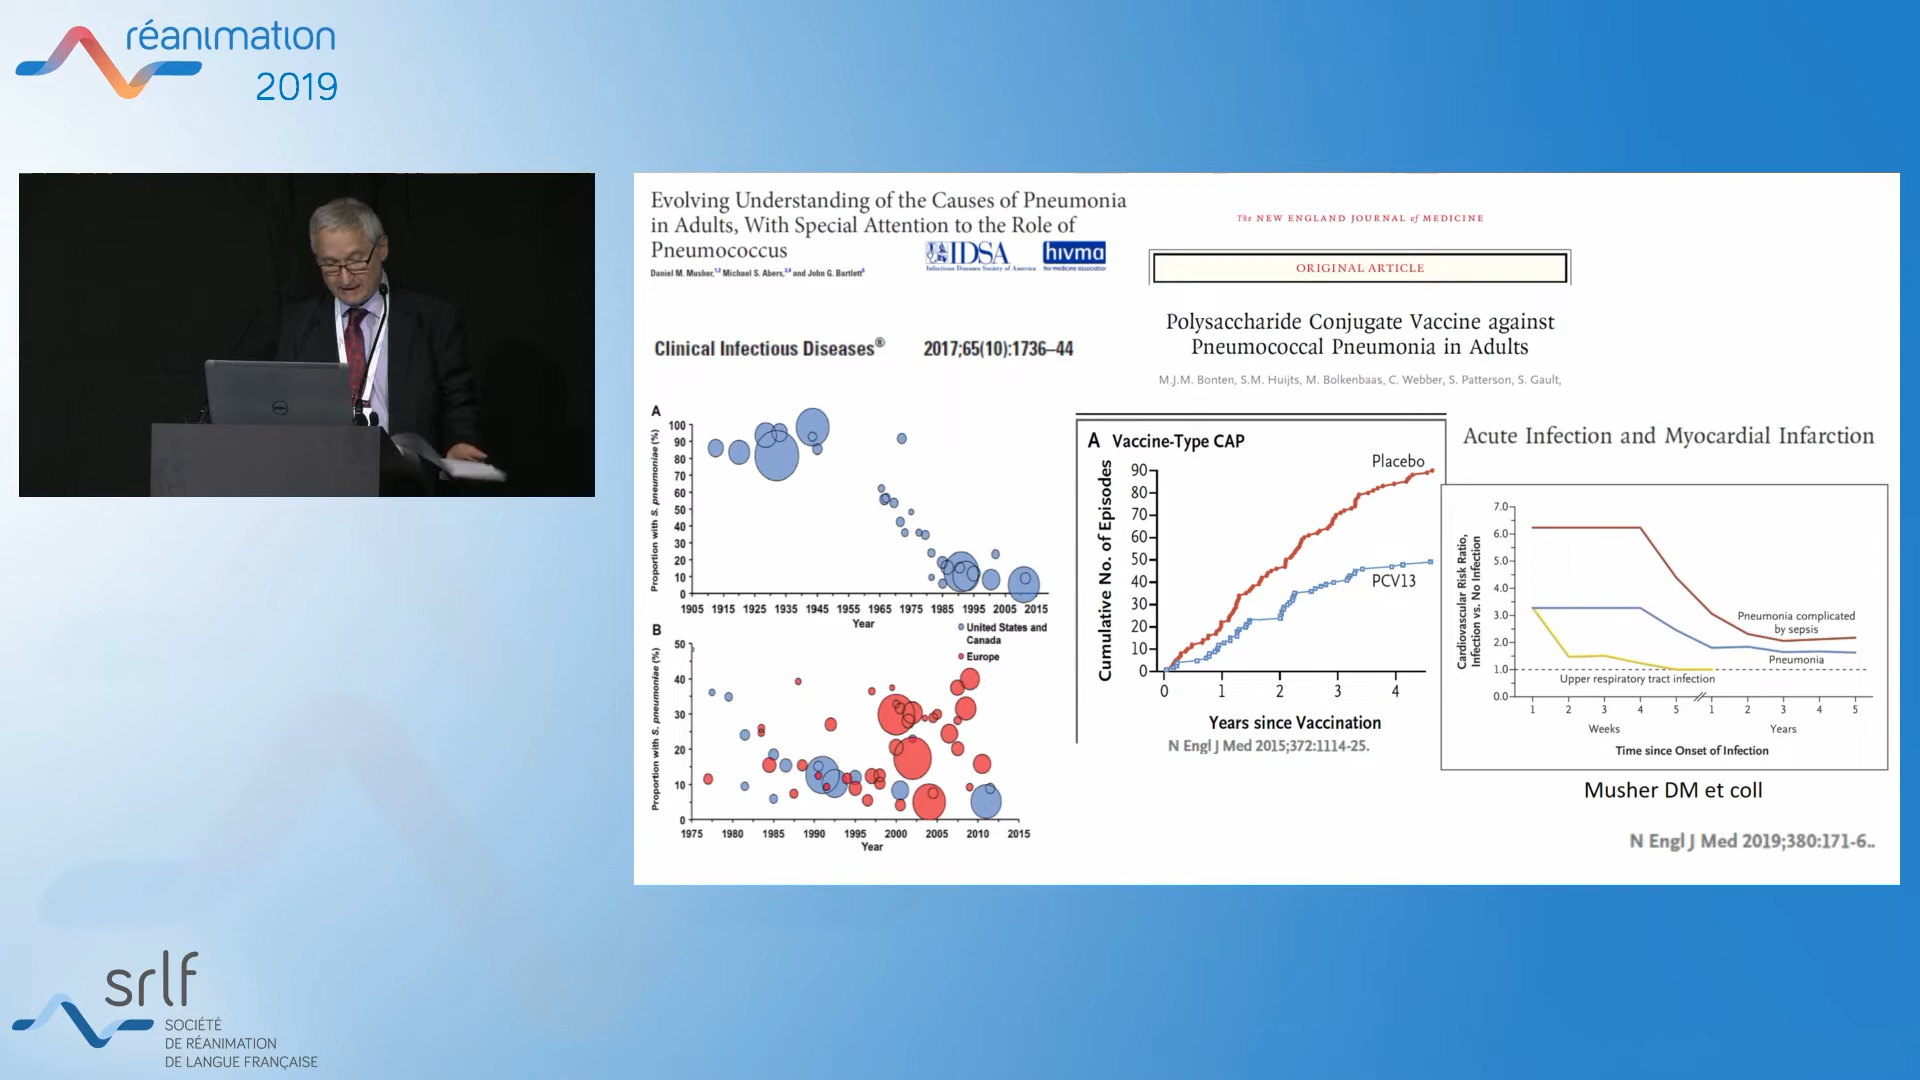 réanimation
2019
Evolving Understanding of the Causes of Pneumonia
in Adults, With Special Attention to the Role of
Pneumococcus
IDSA
Infectious Diseases Society of America
hivma
hiv medicine association
Daniel M. Musher,1,2 Michael S. Abers,3,4 and John G. Bartlett5
Clinical Infectious Diseases® 2017;65(10):1736–44
A
Proportion with S. pneumoniae (%)
100
90
80
70
60
50
40
30
20
10
0
1905 1915 1925 1935 1945 1955 1965 1975 1985 1995 2005 2015
Year
B
United States and
Canada
Europe
Proportion with S. pneumoniae (%)
50
40
30
20
10
0
1975 1980 1985 1990 1995 2000 2005 2010 2015
Year
The NEW ENGLAND JOURNAL of MEDICINE
ORIGINAL ARTICLE
Polysaccharide Conjugate Vaccine against
Pneumococcal Pneumonia in Adults
M.J.M. Bonten, S.M. Huijts, M. Bolkenbaas, C. Webber, S. Patterson, S. Gault,
A Vaccine-Type CAP
Cumulative No. of Episodes
90
80
70
60
50
40
30
20
10
0
Placebo
PCV13
0 1 2 3 4
Years since Vaccination
N Engl J Med 2015;372:1114-25.
Acute Infection and Myocardial Infarction
Cardiovascular Risk Ratio,
Infection vs. No Infection
7.0
6.0
5.0
4.0
3.0
2.0
1.0
0.0
Pneumonia complicated
by sepsis
Pneumonia
Upper respiratory tract infection
1 2 3 4 5 1 2 3 4 5
Weeks Years
Time since Onset of Infection
Musher DM et coll
N Engl J Med 2019;380:171-6..
srlf
SOCIÉTÉ
DE RÉANIMATION
DE LANGUE FRANÇAISE